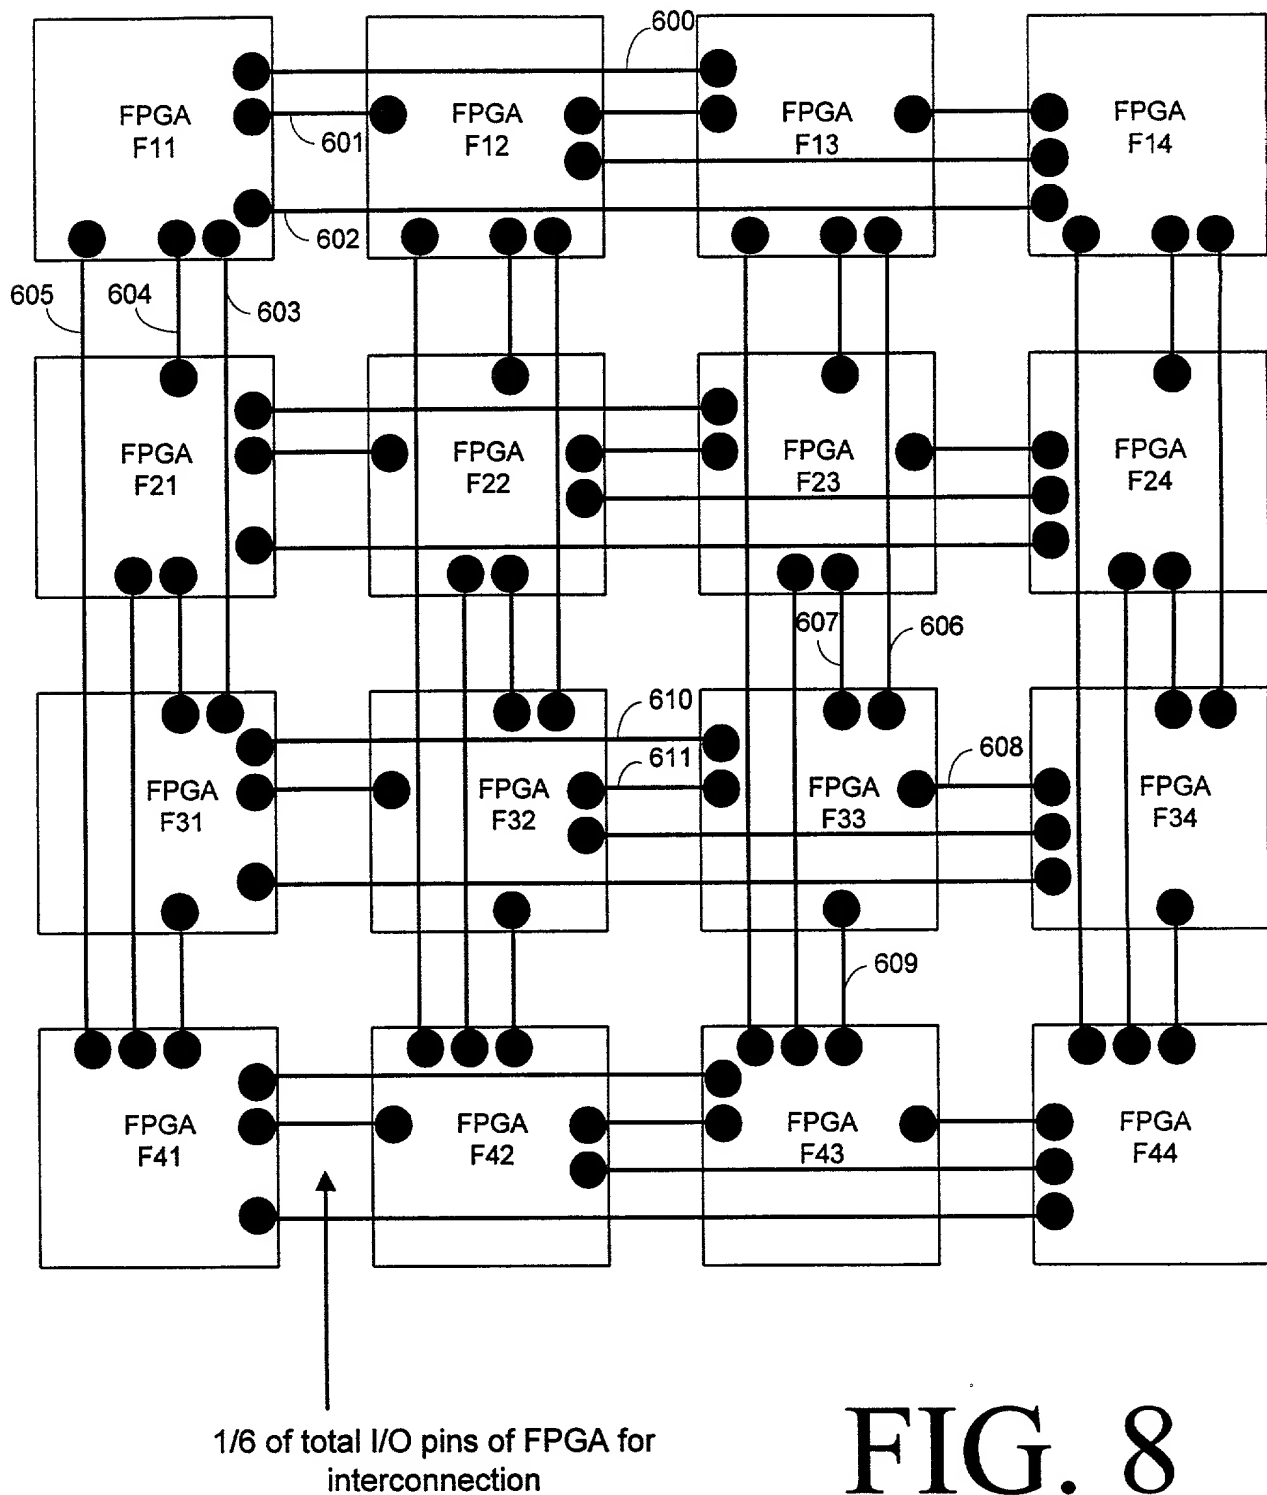 600
FPGA
F11
FPGA
F12
FPGA
F13
FPGA
F14
601
602
605
604
603
FPGA
F21
FPGA
F22
FPGA
F23
FPGA
F24
607
606
610
611
608
FPGA
F31
FPGA
F32
FPGA
F33
FPGA
F34
609
FPGA
F41
FPGA
F42
FPGA
F43
FPGA
F44
1/6 of total I/O pins of FPGA for
interconnection
FIG. 8